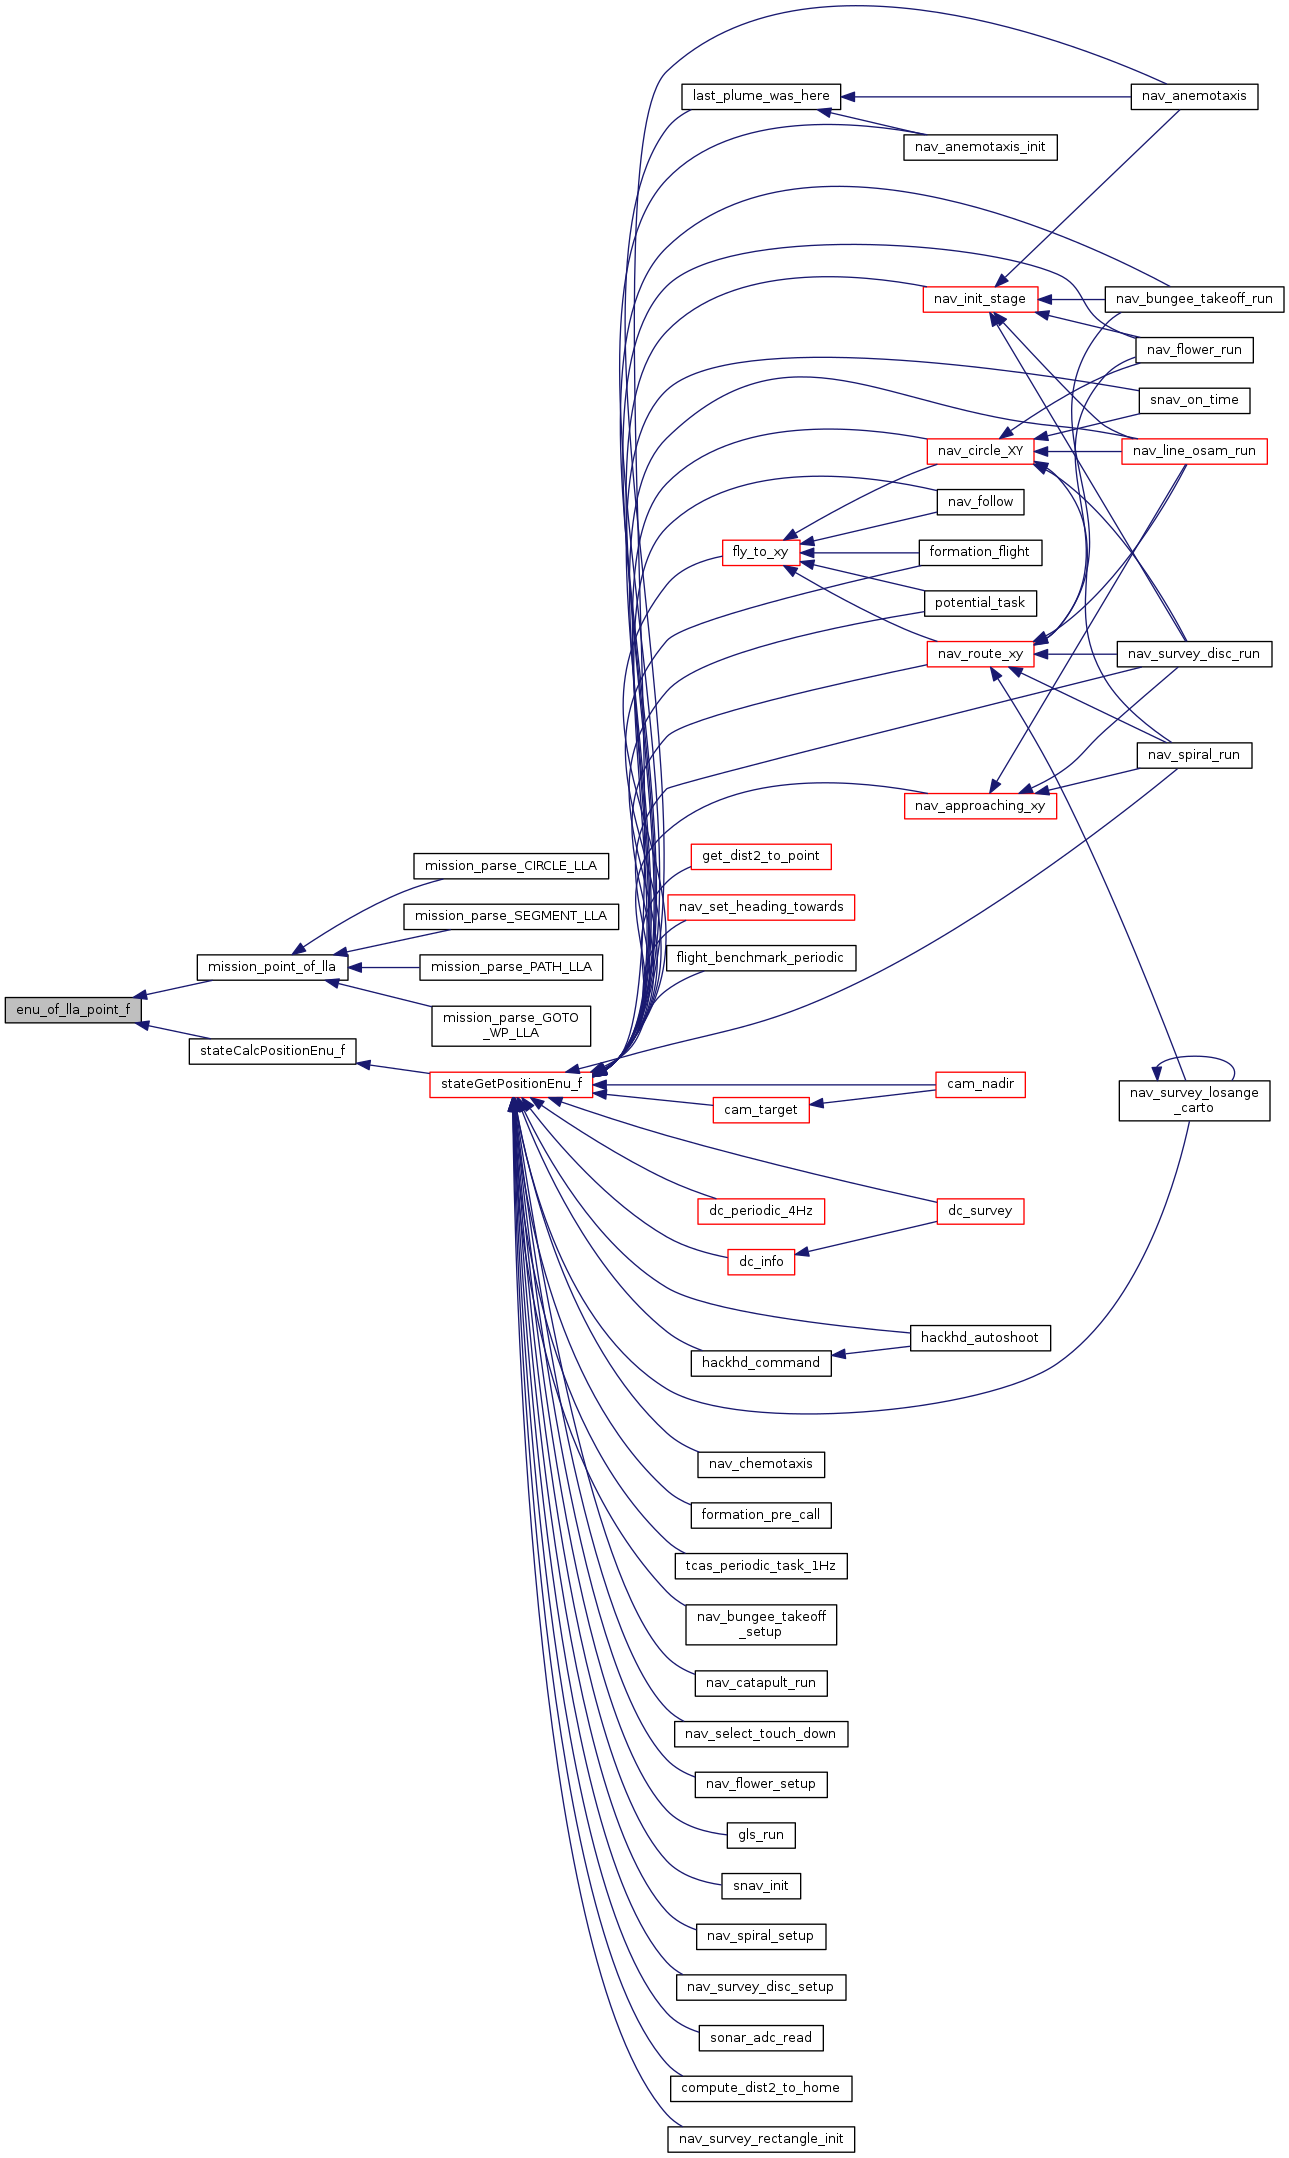 last_plume_was_here
nav_anemotaxis
nav_anemotaxis_init
nav_init_stage
nav_bungee_takeoff_run
nav_flower_run
snav_on_time
nav_circle_XY
nav_line_osam_run
nav_follow
fly_to_xy
formation_flight
potential_task
nav_route_xy
nav_survey_disc_run
nav_spiral_run
nav_approaching_xy
get_dist2_to_point
mission_parse_CIRCLE_LLA
nav_set_heading_towards
mission_parse_SEGMENT_LLA
flight_benchmark_periodic
mission_point_of_lla
mission_parse_PATH_LLA
enu_of_lla_point_f
mission_parse_GOTO
_WP_LLA
stateCalcPositionEnu_f
stateGetPositionEnu_f
cam_nadir
nav_survey_losange
_carto
cam_target
dc_periodic_4Hz
dc_survey
dc_info
hackhd_autoshoot
hackhd_command
nav_chemotaxis
formation_pre_call
tcas_periodic_task_1Hz
nav_bungee_takeoff
_setup
nav_catapult_run
nav_select_touch_down
nav_flower_setup
gls_run
snav_init
nav_spiral_setup
nav_survey_disc_setup
sonar_adc_read
compute_dist2_to_home
nav_survey_rectangle_init